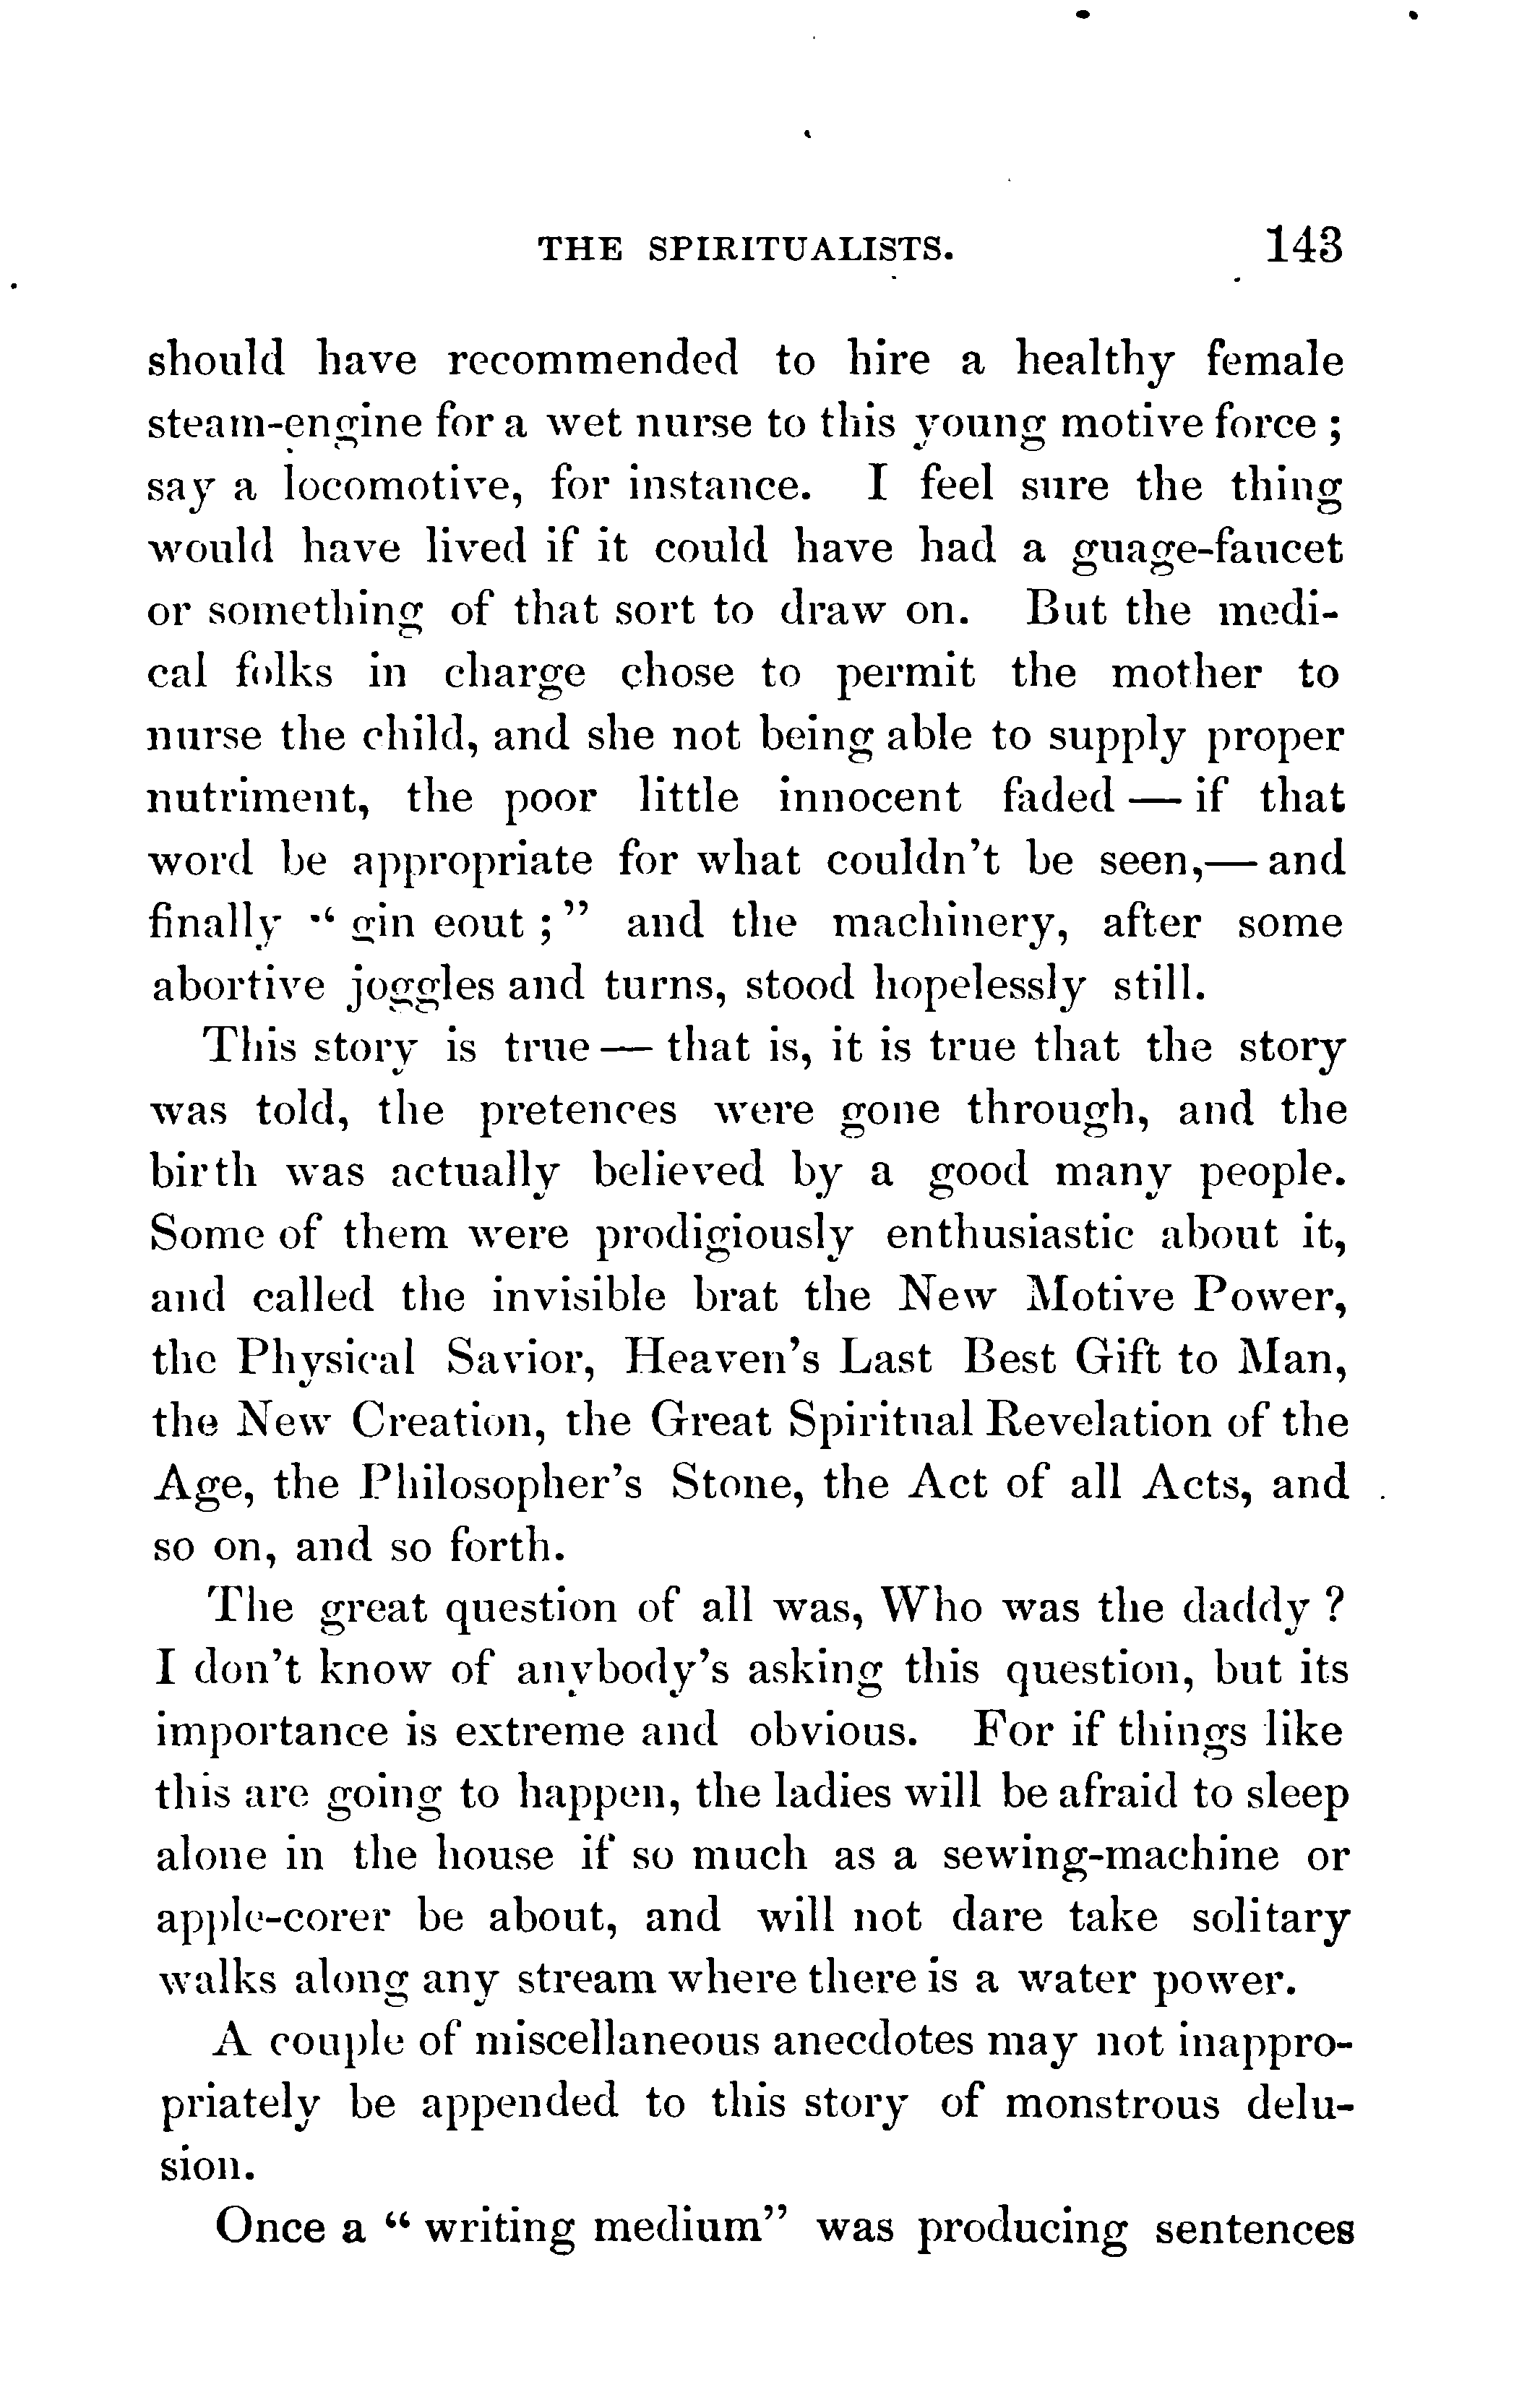 THE SPIRITUALISTS. 143
should have recommended to hire a healthy female
steam-engine for a wet nurse to this young motive force ;
say a locomotive, for instance. I feel sure the thing
would have lived if it could have had a guage-faucet
or something of that sort to draw on. But the medi-
cal folks in charge chose to permit the mother to
nurse the child, and she not being able to supply proper
nutriment, the poor little innocent faded — if that
word be appropriate for what couldn't be seen,— and
finally “ gin eout ; ” and the machinery, after some
abortive joggles and turns, stood hopelessly still.
This story is true — that is, it is true that the story
was told, the pretences were gone through, and the
birth was actually believed by a good many people.
Some of them were prodigiously enthusiastic about it,
and called the invisible brat the New Motive Power,
the Physical Savior, Heaven's Last Best Gift to Man,
the New Creation, the Great Spiritual Revelation of the
Age, the Philosopher's Stone, the Act of all Acts, and
so on, and so forth.
The great question of all was, Who was the daddy ?
I don't know of anybody's asking this question, but its
importance is extreme and obvious. For if things like
this are going to happen, the ladies will be afraid to sleep
alone in the house if so much as a sewing-machine or
apple-corer be about, and will not dare take solitary
walks along any stream where there is a water power.
A couple of miscellaneous anecdotes may not inappro-
priately be appended to this story of monstrous delu-
sion.
Once a “ writing medium” was producing sentences